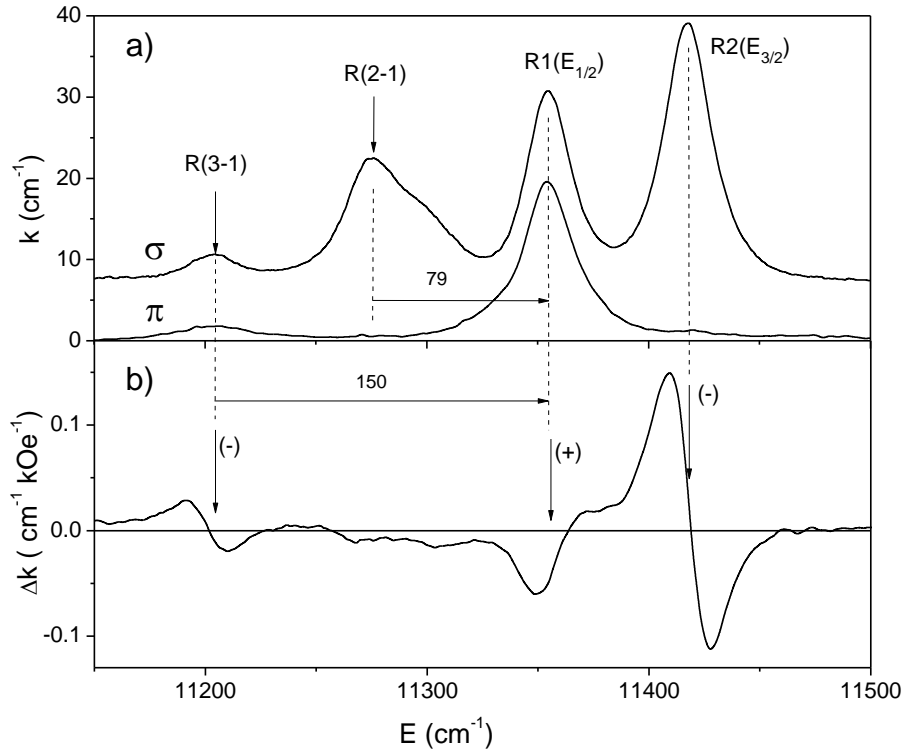 a)
40
30
20
10
0
k (cm⁻¹)
R(3-1)
R(2-1)
R1(E₁/₂)
R2(E₃/₂)
σ
π
79
b)
150
(-)
(+)
(-)
0.1
0.0
-0.1
Δk ( cm⁻¹ kOe⁻¹)
11200
11300
11400
11500
E (cm⁻¹)